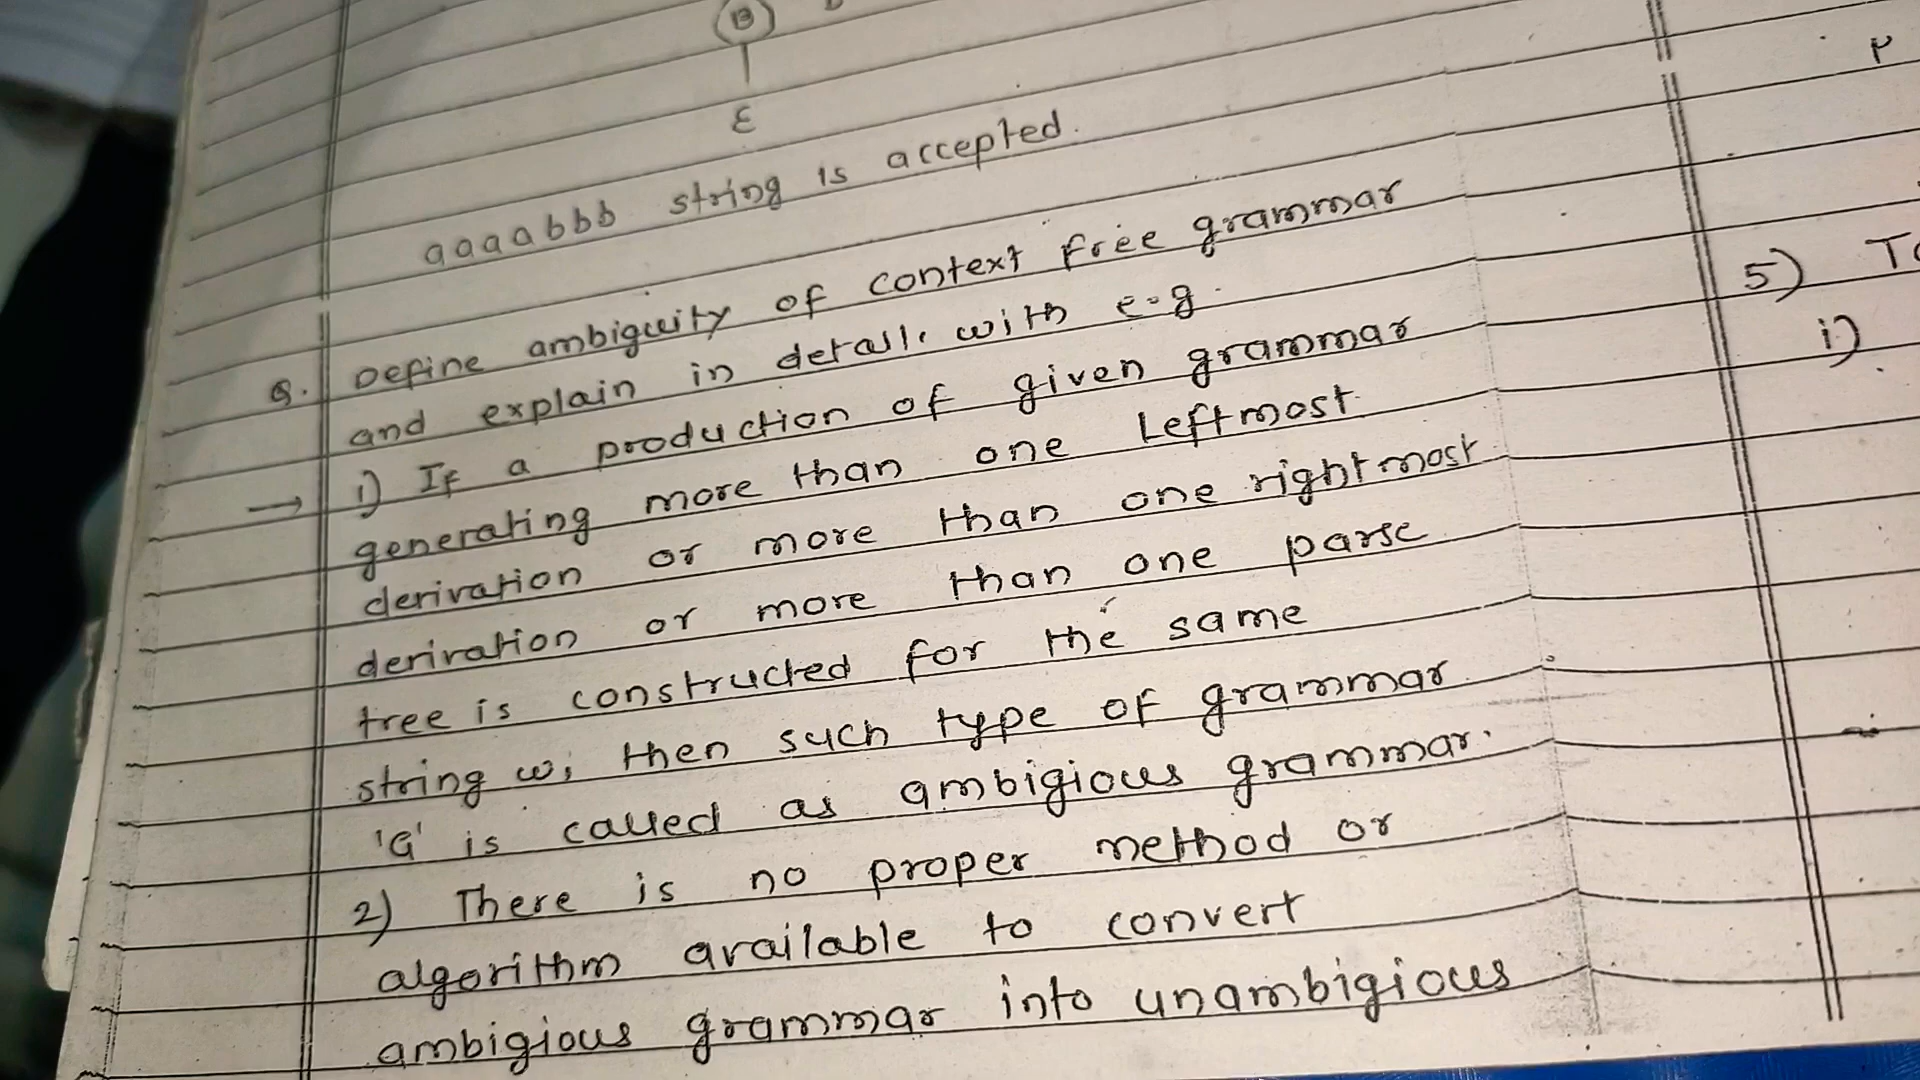 B
ε
aaaabbb string is accepted.
Q. Define ambiguity of context free grammar
and explain in detail. with e.g.
→ 1) If a production of given grammar
generating more than one leftmost
derivation or more than one rightmost
derivation or more than one parse
tree is constructed for the same
string w; then such type of grammar
'G' is called as ambigious grammar.
2) There is no proper method or
algorithm available to convert
ambigious grammar into unambigious
5)
i)